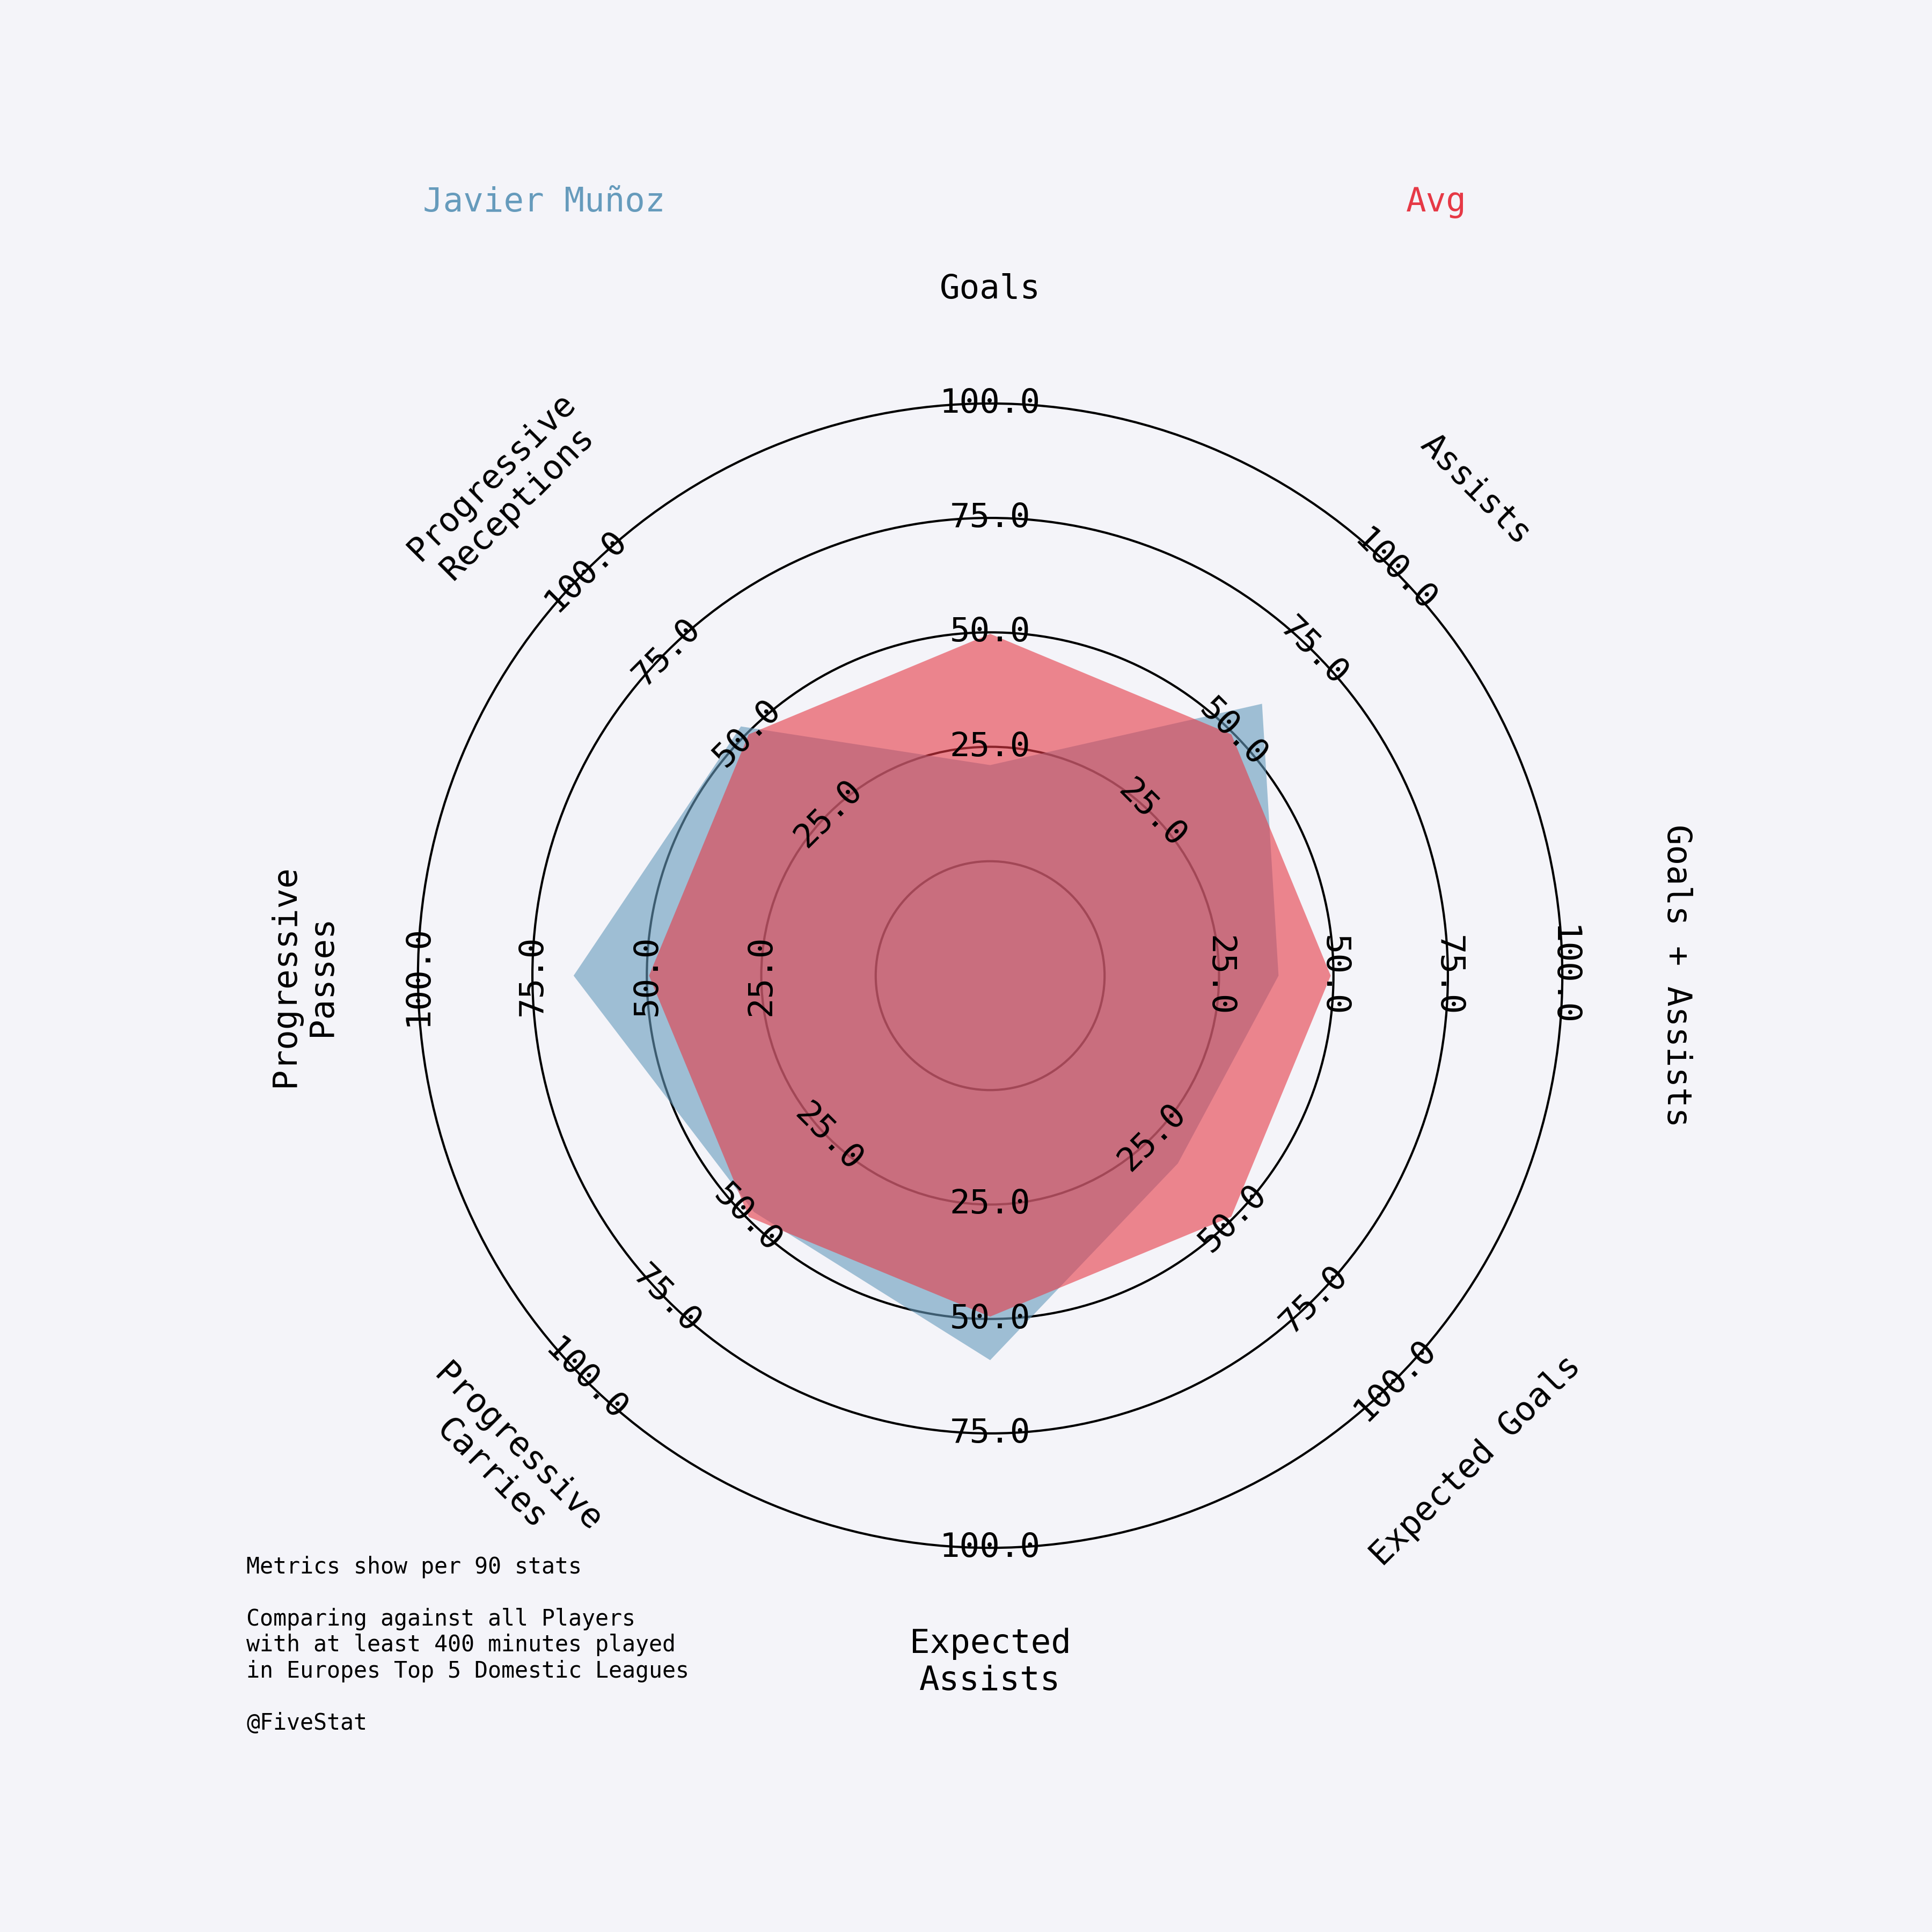 Javier Muñoz
Avg
Goals
Assists
Goals + Assists
Expected Goals
Expected
Assists
Progressive
Carries
Progressive
Passes
Progressive
Receptions
25.0
50.0
75.0
100.0
25.0
50.0
75.0
100.0
25.0
50.0
75.0
100.0
25.0
50.0
75.0
100.0
25.0
50.0
75.0
100.0
25.0
50.0
75.0
100.0
25.0
50.0
75.0
100.0
25.0
50.0
75.0
100.0
Metrics show per 90 stats
Comparing against all Players
with at least 400 minutes played
in Europes Top 5 Domestic Leagues
@FiveStat